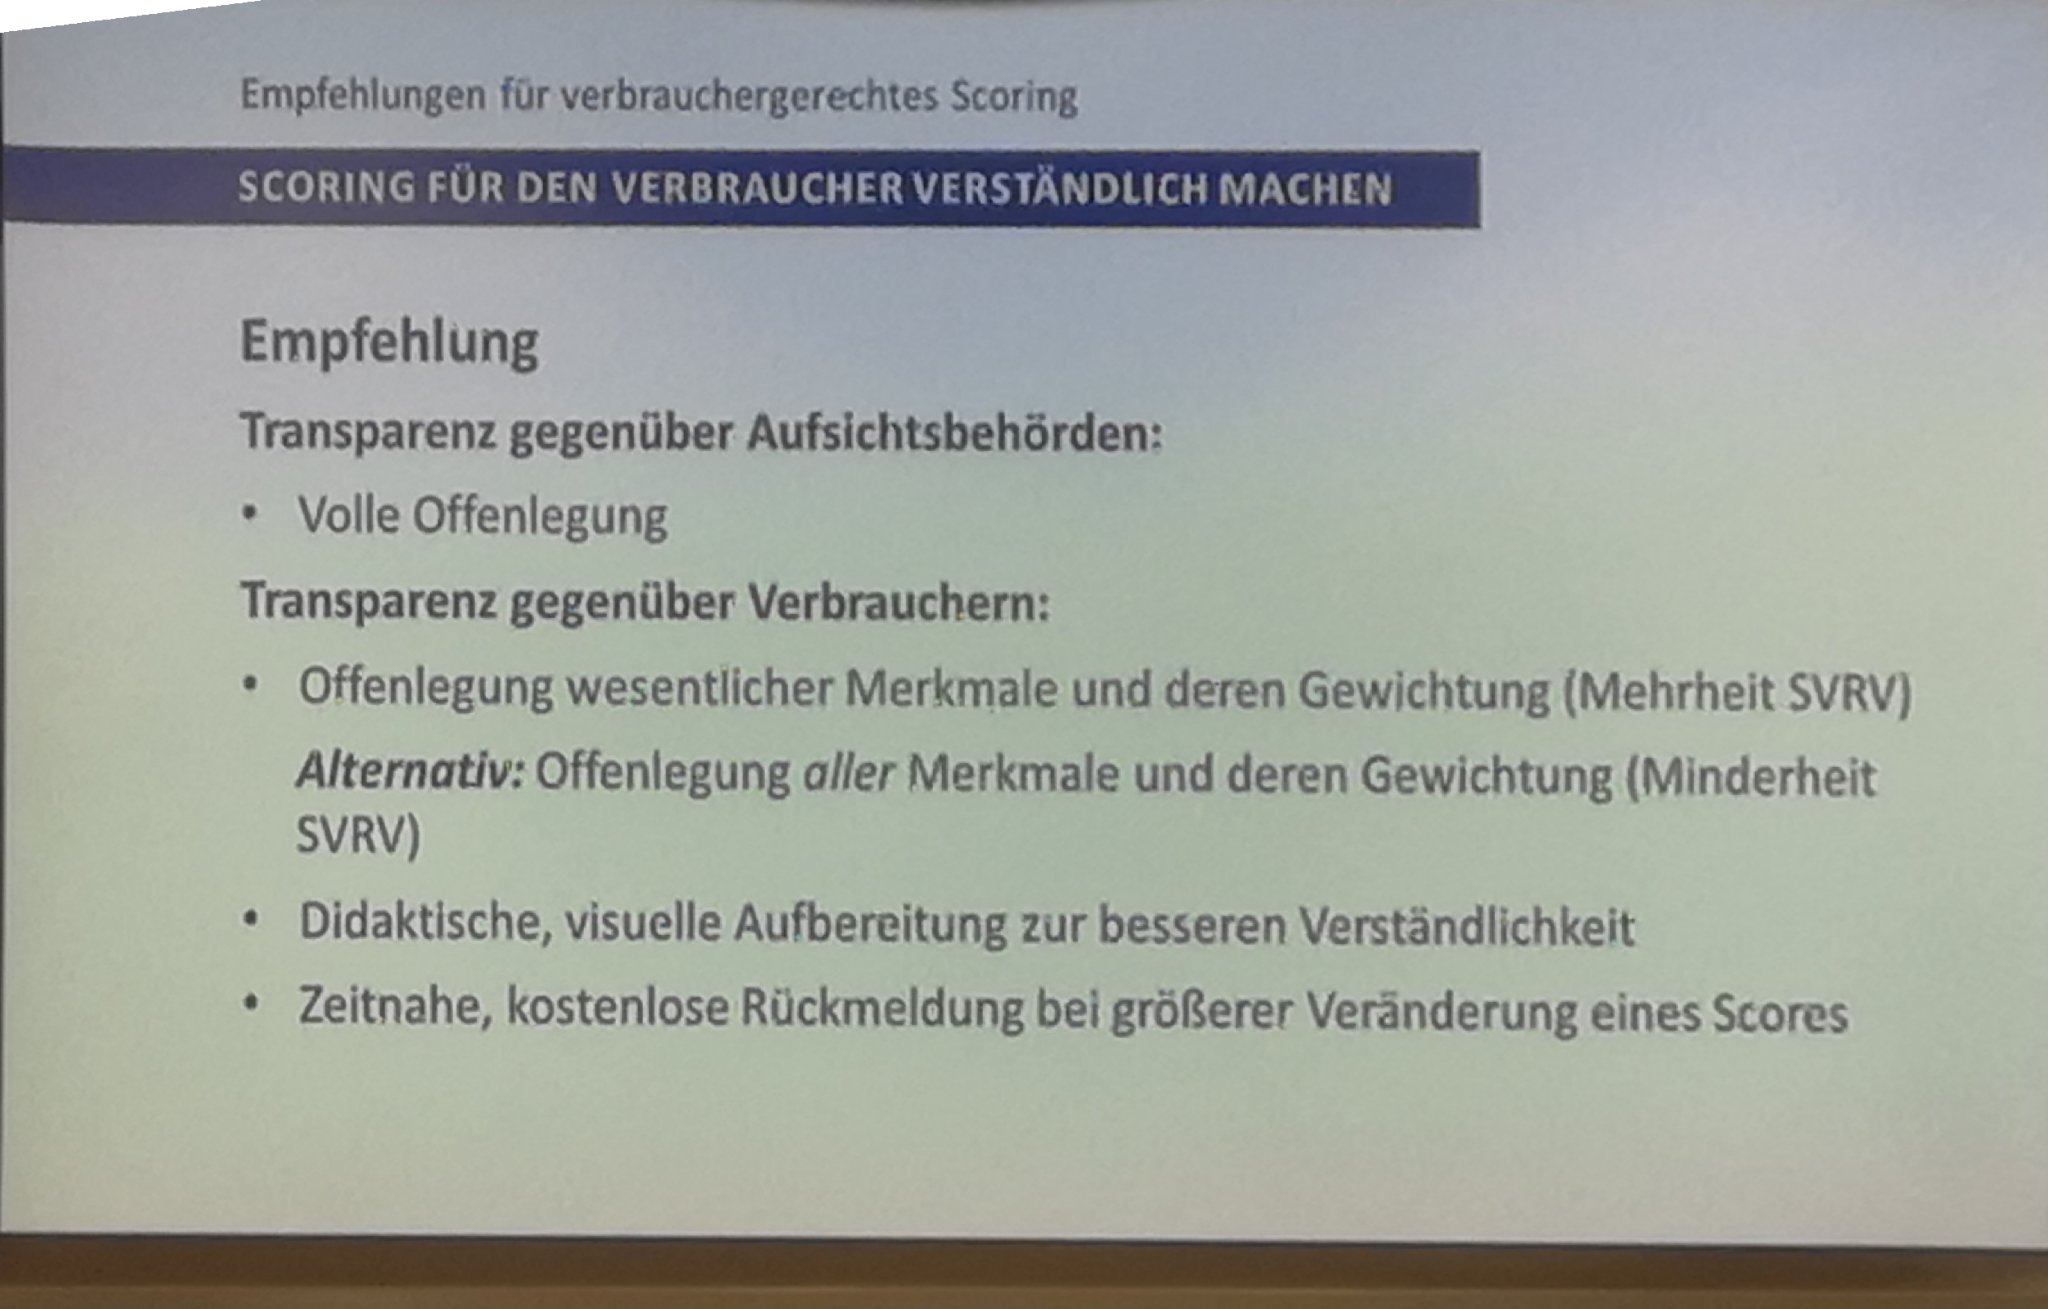 Empfehlungen für verbrauchergerechtes Scoring
SCORING FÜR DEN VERBRAUCHER VERSTÄNDLICH MACHEN
Empfehlung
Transparenz gegenüber Aufsichtsbehörden:
• Volle Offenlegung
Transparenz gegenüber Verbrauchern:
• Offenlegung wesentlicher Merkmale und deren Gewichtung (Mehrheit SVRV)
Alternativ: Offenlegung aller Merkmale und deren Gewichtung (Minderheit
SVRV)
• Didaktische, visuelle Aufbereitung zur besseren Verständlichkeit
• Zeitnahe, kostenlose Rückmeldung bei größerer Veränderung eines Scores